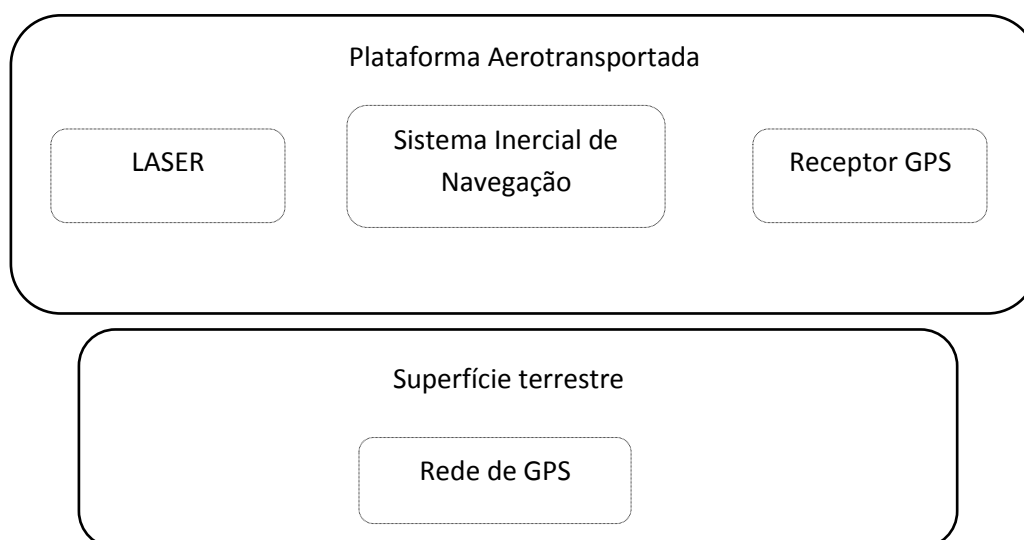 Plataforma Aerotransportada
LASER
Sistema Inercial de
Navegação
Receptor GPS
Superfície terrestre
Rede de GPS